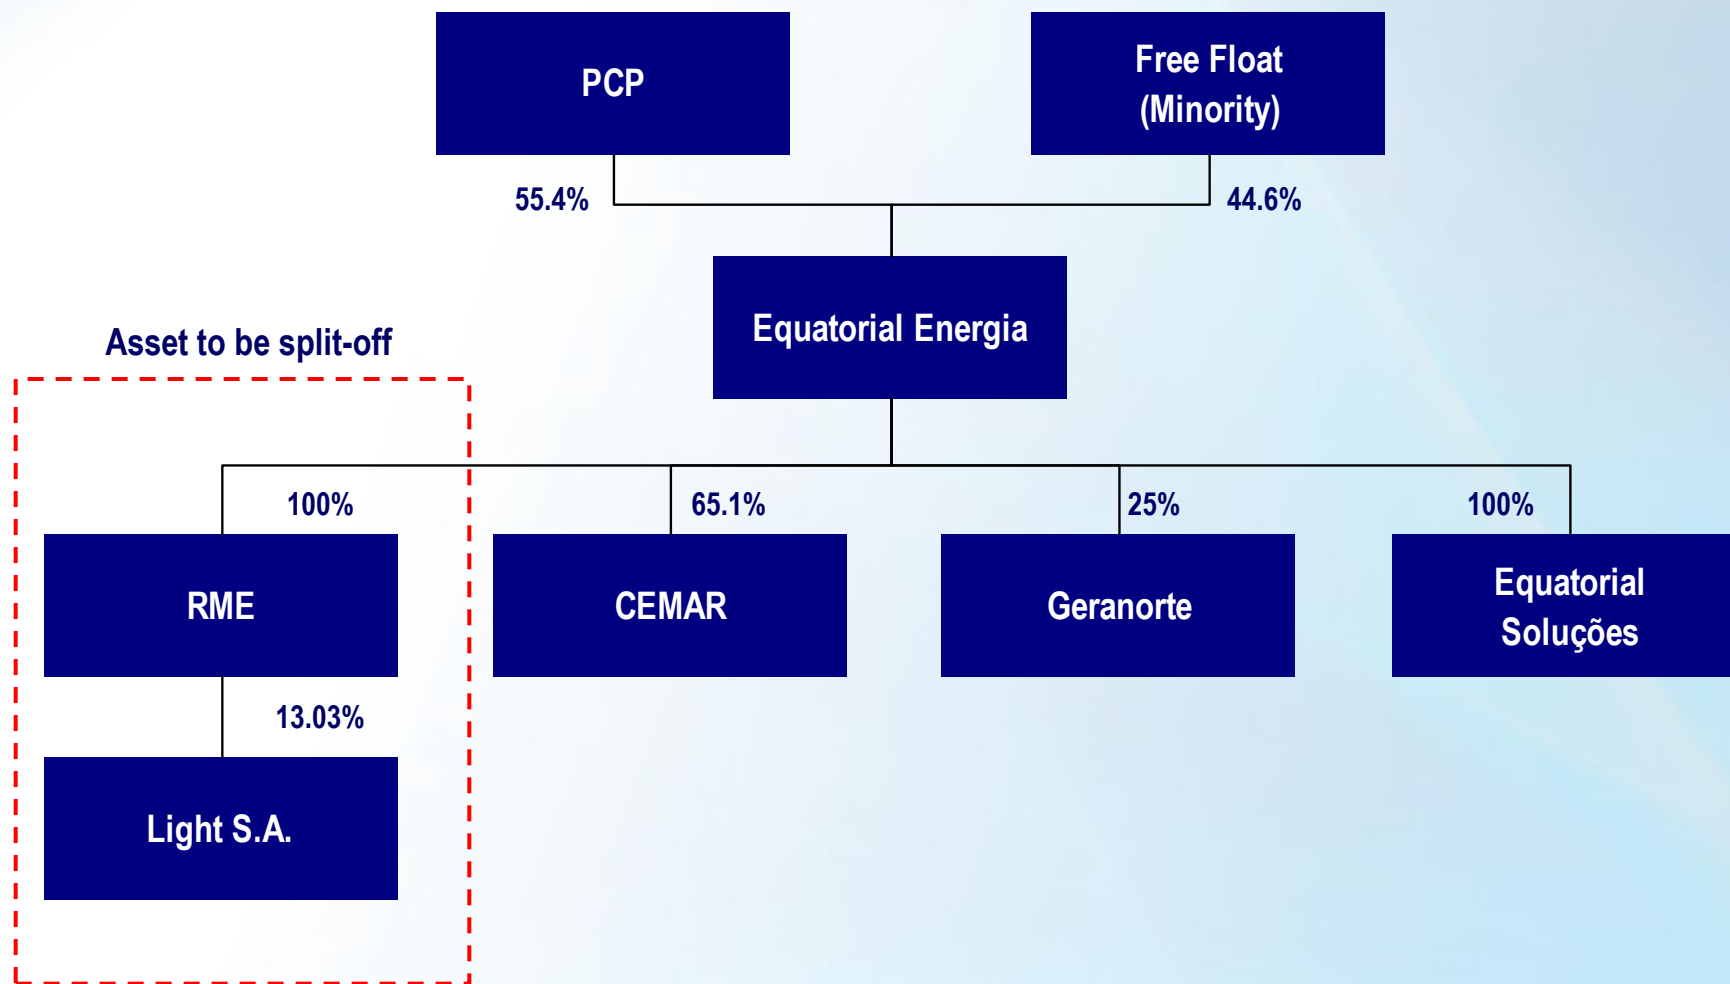 PCP
Free Float
(Minority)
55.4%
44.6%
Equatorial Energia
Asset to be split-off
100%
65.1%
25%
100%
RME
CEMAR
Geranorte
Equatorial
Soluções
13.03%
Light S.A.